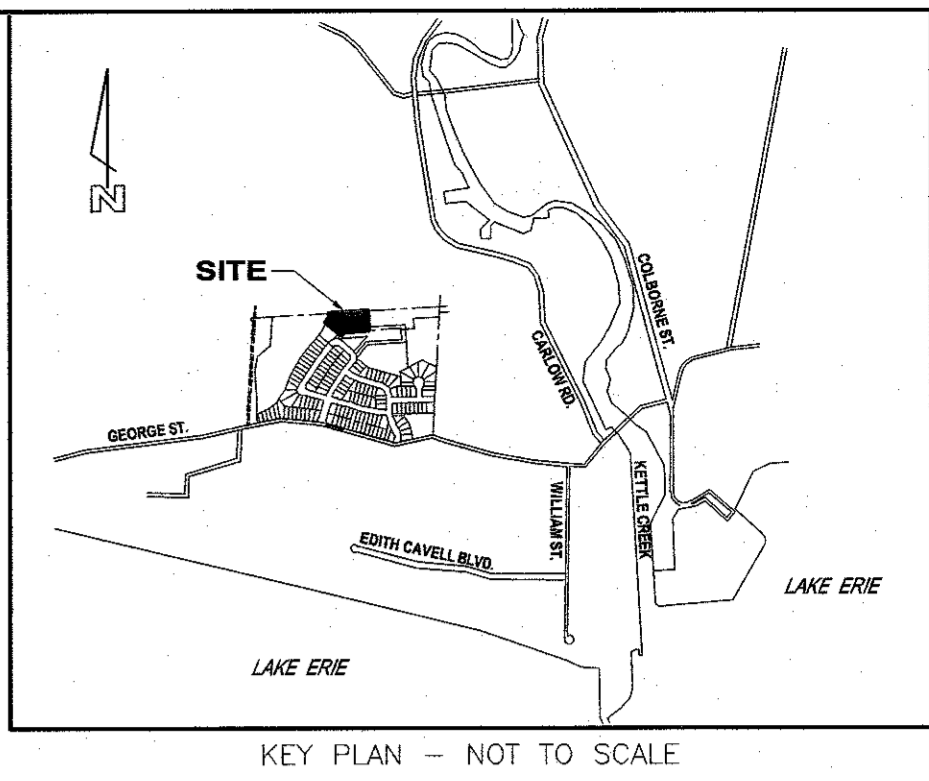 N
SITE
COLBORNE ST.
CARLOW RD.
GEORGE ST.
WILLIAM ST.
KETTLE CREEK
EDITH CAVELL BLVD.
LAKE ERIE
LAKE ERIE
KEY PLAN – NOT TO SCALE